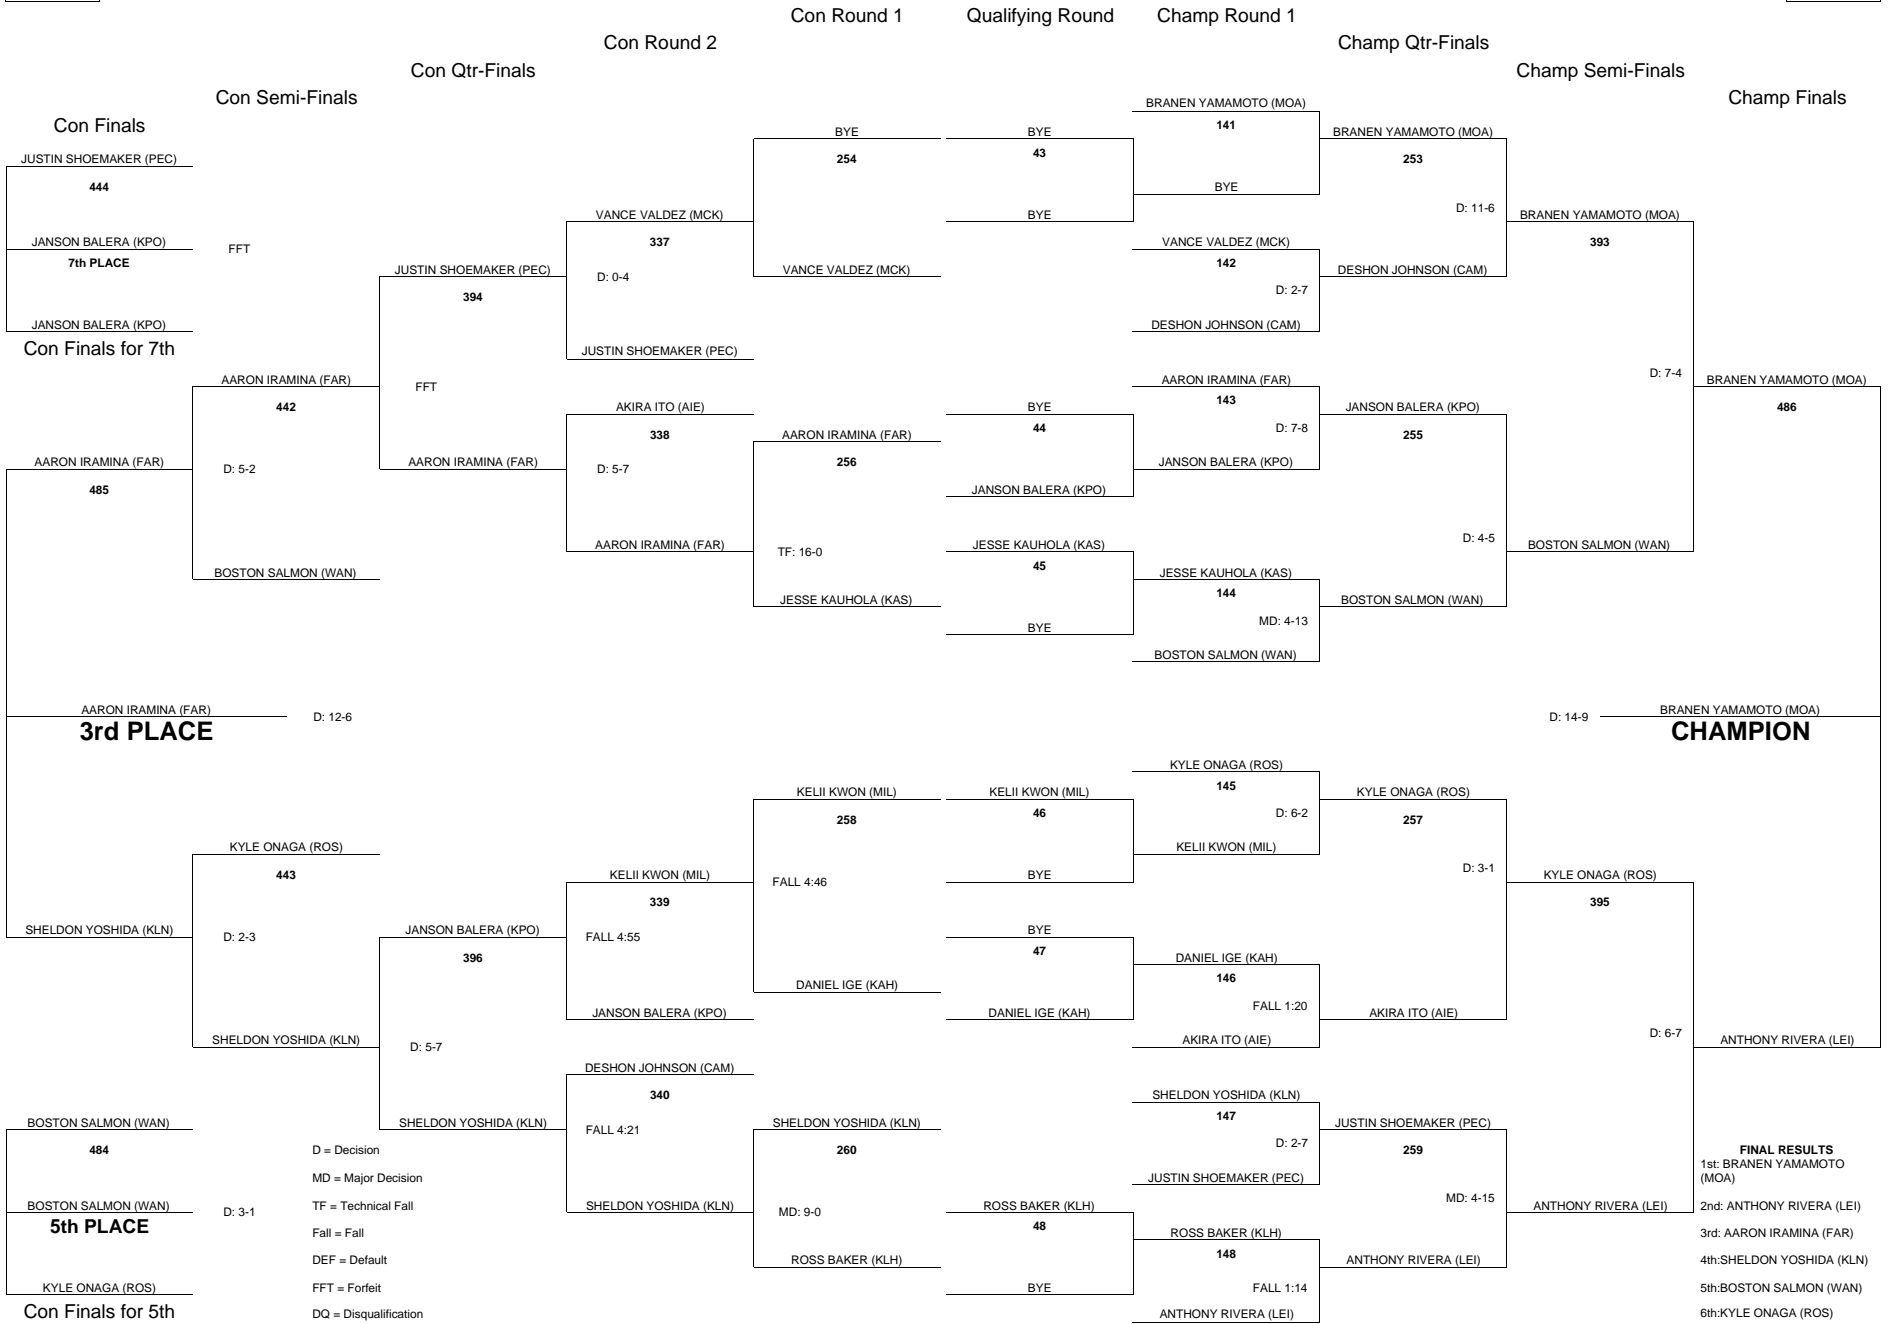 Con Round 1
Qualifying Round
Champ Round 1
Con Round 2
Champ Qtr-Finals
Con Qtr-Finals
Champ Semi-Finals
Con Semi-Finals
Champ Finals
Con Finals
JUSTIN SHOEMAKER (PEC)
444
JANSON BALERA (KPO)
7th PLACE
FFT
JANSON BALERA (KPO)
Con Finals for 7th
AARON IRAMINA (FAR)
485
AARON IRAMINA (FAR)
3rd PLACE
D: 12-6
SHELDON YOSHIDA (KLN)
BOSTON SALMON (WAN)
484
BOSTON SALMON (WAN)
5th PLACE
D: 3-1
KYLE ONAGA (ROS)
Con Finals for 5th
AARON IRAMINA (FAR)
442
D: 5-2
BOSTON SALMON (WAN)
KYLE ONAGA (ROS)
443
D: 2-3
SHELDON YOSHIDA (KLN)
D = Decision
MD = Major Decision
TF = Technical Fall
Fall = Fall
DEF = Default
FFT = Forfeit
DQ = Disqualification
JUSTIN SHOEMAKER (PEC)
394
FFT
AARON IRAMINA (FAR)
JANSON BALERA (KPO)
396
D: 5-7
SHELDON YOSHIDA (KLN)
VANCE VALDEZ (MCK)
337
D: 0-4
JUSTIN SHOEMAKER (PEC)
AKIRA ITO (AIE)
338
D: 5-7
AARON IRAMINA (FAR)
KELII KWON (MIL)
339
FALL 4:55
JANSON BALERA (KPO)
DESHON JOHNSON (CAM)
340
FALL 4:21
SHELDON YOSHIDA (KLN)
BYE
254
VANCE VALDEZ (MCK)
AARON IRAMINA (FAR)
256
TF: 16-0
JESSE KAUHOLA (KAS)
KELII KWON (MIL)
258
FALL 4:46
DANIEL IGE (KAH)
SHELDON YOSHIDA (KLN)
260
MD: 9-0
ROSS BAKER (KLH)
BYE
43
BYE
BYE
44
JANSON BALERA (KPO)
JESSE KAUHOLA (KAS)
45
BYE
KELII KWON (MIL)
46
BYE
BYE
47
DANIEL IGE (KAH)
ROSS BAKER (KLH)
48
BYE
BRANEN YAMAMOTO (MOA)
141
BYE
VANCE VALDEZ (MCK)
142
D: 2-7
DESHON JOHNSON (CAM)
AARON IRAMINA (FAR)
143
D: 7-8
JANSON BALERA (KPO)
JESSE KAUHOLA (KAS)
144
MD: 4-13
BOSTON SALMON (WAN)
KYLE ONAGA (ROS)
145
D: 6-2
KELII KWON (MIL)
DANIEL IGE (KAH)
146
FALL 1:20
AKIRA ITO (AIE)
SHELDON YOSHIDA (KLN)
147
D: 2-7
JUSTIN SHOEMAKER (PEC)
ROSS BAKER (KLH)
148
FALL 1:14
ANTHONY RIVERA (LEI)
BRANEN YAMAMOTO (MOA)
253
D: 11-6
DESHON JOHNSON (CAM)
JANSON BALERA (KPO)
255
D: 4-5
BOSTON SALMON (WAN)
KYLE ONAGA (ROS)
257
D: 3-1
AKIRA ITO (AIE)
JUSTIN SHOEMAKER (PEC)
259
MD: 4-15
ANTHONY RIVERA (LEI)
BRANEN YAMAMOTO (MOA)
393
D: 7-4
BOSTON SALMON (WAN)
KYLE ONAGA (ROS)
395
D: 6-7
ANTHONY RIVERA (LEI)
BRANEN YAMAMOTO (MOA)
486
D: 14-9
BRANEN YAMAMOTO (MOA)
CHAMPION
ANTHONY RIVERA (LEI)
FINAL RESULTS
1st: BRANEN YAMAMOTO
(MOA)
2nd: ANTHONY RIVERA (LEI)
3rd: AARON IRAMINA (FAR)
4th:SHELDON YOSHIDA (KLN)
5th:BOSTON SALMON (WAN)
6th:KYLE ONAGA (ROS)